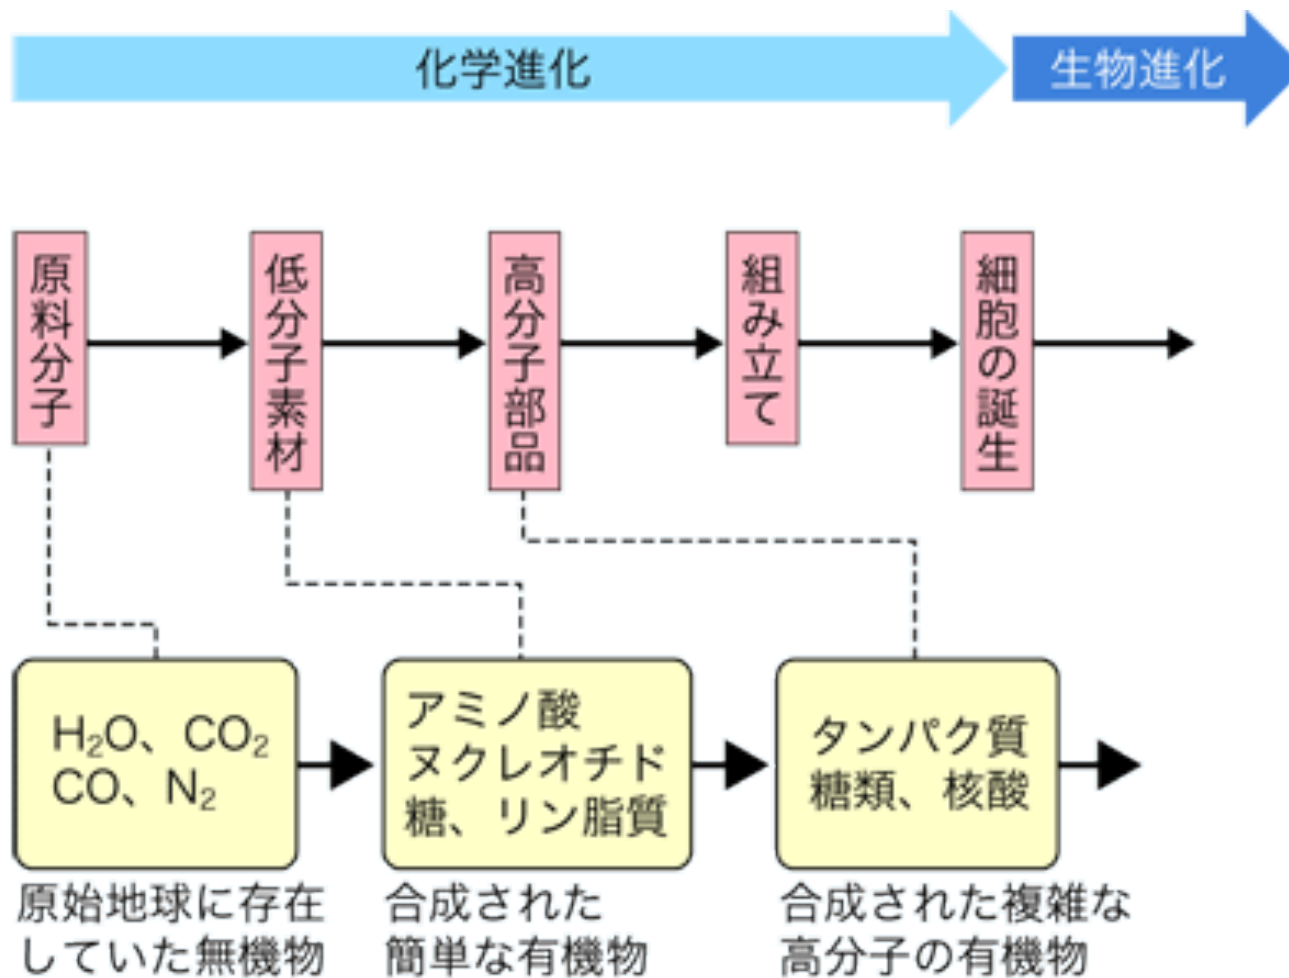 化学進化
生物進化
原料分子
低分子素材
高分子部品
組み立て
細胞の誕生
H₂O、CO₂
CO、N₂
アミノ酸
ヌクレオチド
糖、リン脂質
タンパク質
糖類、核酸
原始地球に存在
していた無機物
合成された
簡単な有機物
合成された複雑な
高分子の有機物